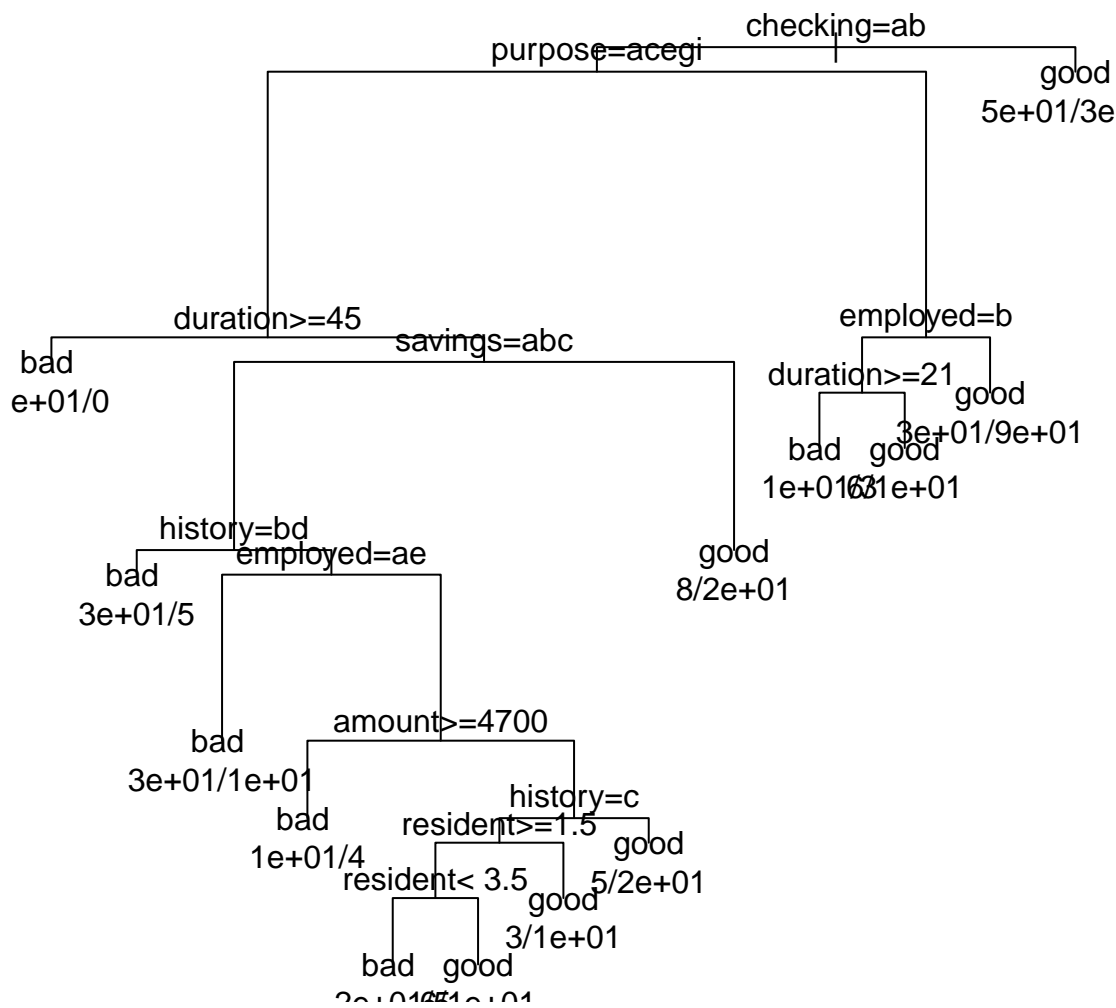 checking=ab
purpose=acegi
good
5e+01/3e
duration>=45
employed=b
savings=abc
bad
e+01/0
duration>=21
good
3e+01/9e+01
bad
good
history=bd
employed=ae
good
8/2e+01
bad
3e+01/5
amount>=4700
bad
3e+01/1e+01
history=c
bad
1e+01/4
resident>=1.5
good
5/2e+01
resident< 3.5
good
3/1e+01
bad
good